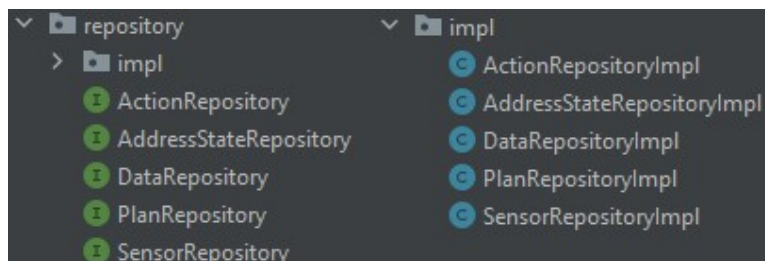 repository
impl
ActionRepository
AddressStateRepository
DataRepository
PlanRepository
SensorRepository
impl
ActionRepositoryImpl
AddressStateRepositoryImpl
DataRepositoryImpl
PlanRepositoryImpl
SensorRepositoryImpl